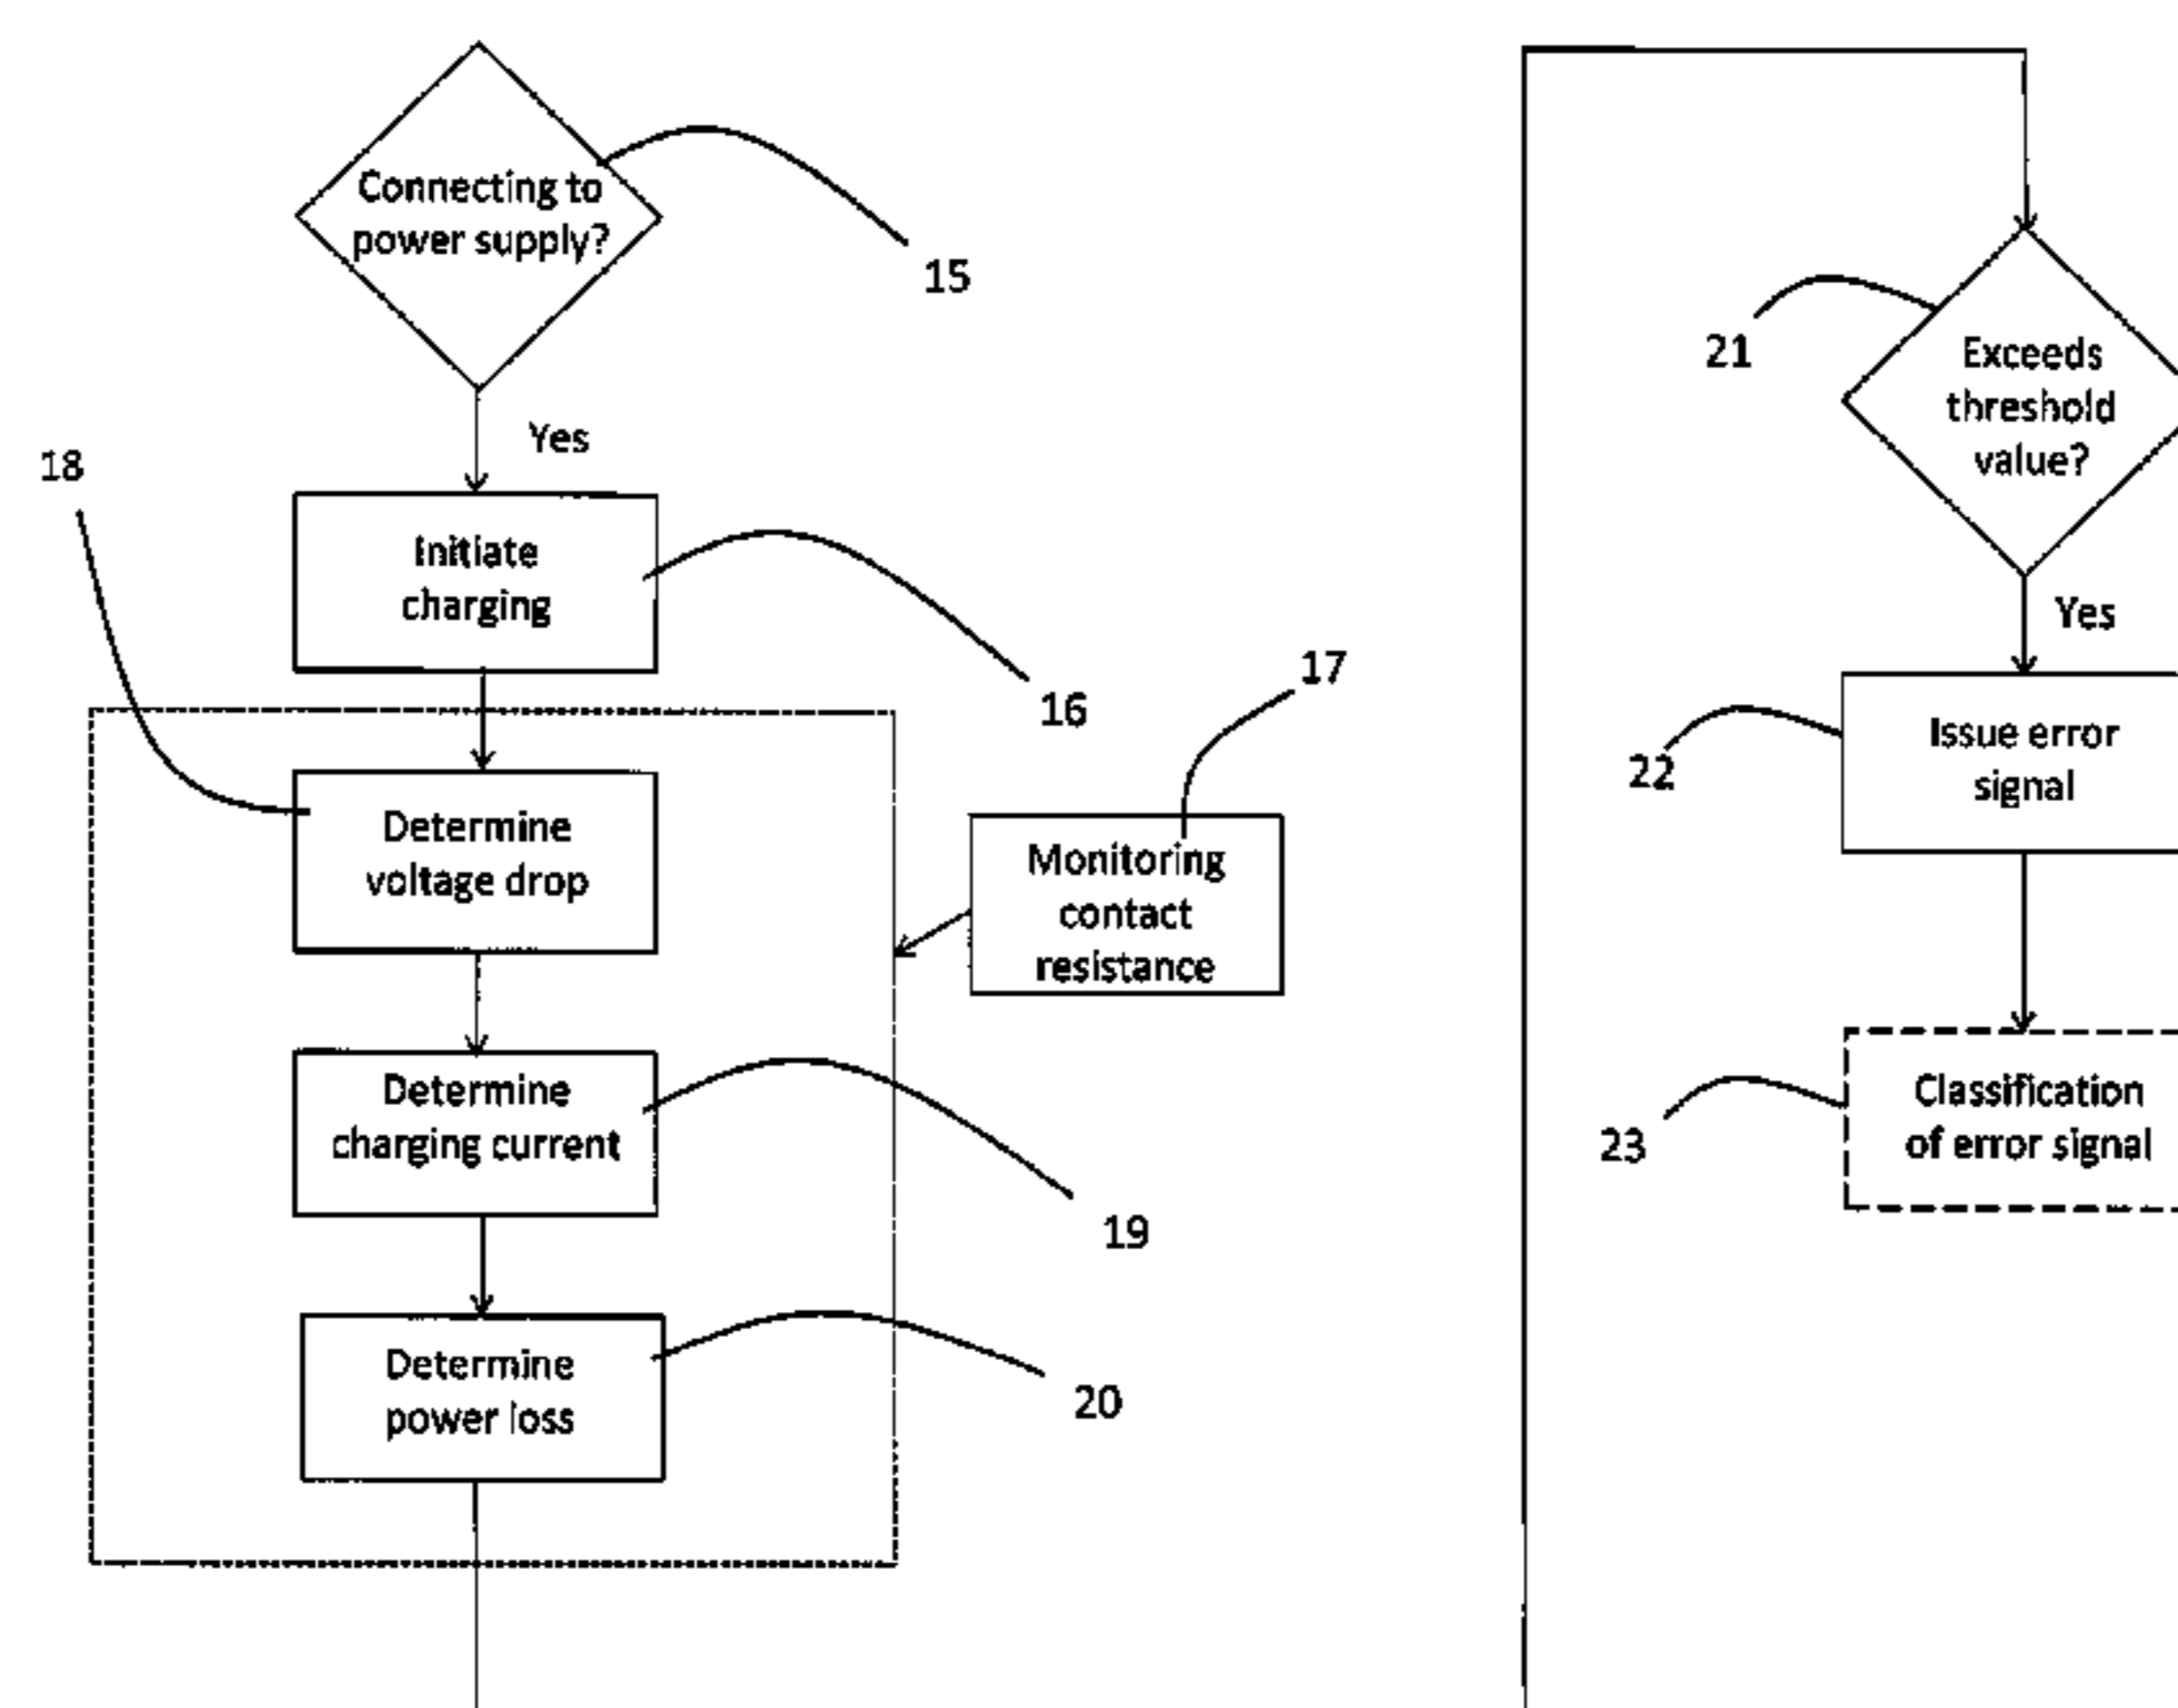 Connecting to
power supply?
15
Yes
18
Initiate
charging
16
17
Determine
voltage drop
Monitoring
contact
resistance
Determine
charging current
19
Determine
power loss
20
21
Exceeds
threshold
value?
Yes
22
Issue error
signal
23
Classification
of error signal